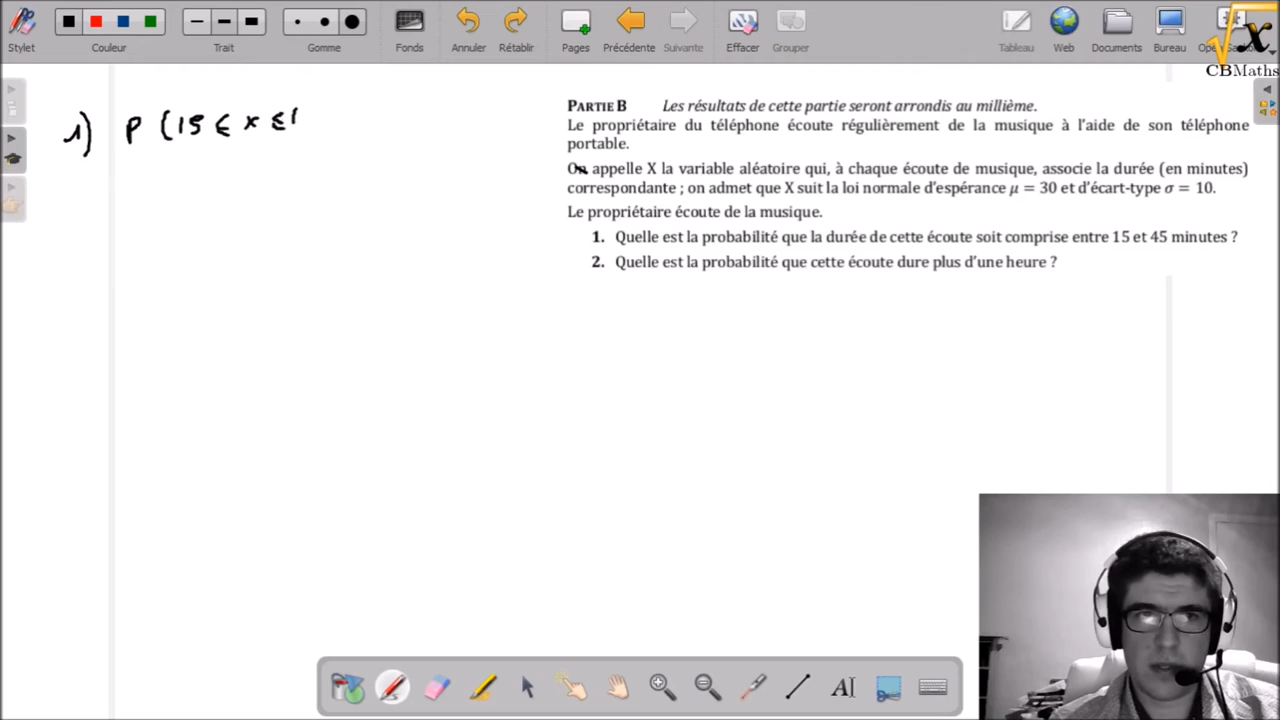 Stylet
Couleur
Trait
Gomme
Fonds
Annuler
Rétablir
Pages
Précédente
Suivante
Effacer
Grouper
Tableau
Web
Documents
Bureau
x
CBMaths
1) P (15 ≤ x ≤
PARTIE B Les résultats de cette partie seront arrondis au millième.
Le propriétaire du téléphone écoute régulièrement de la musique à l'aide de son téléphone
portable.
On appelle X la variable aléatoire qui, à chaque écoute de musique, associe la durée (en minutes)
correspondante ; on admet que X suit la loi normale d'espérance μ = 30 et d'écart-type σ = 10.
Le propriétaire écoute de la musique.
1. Quelle est la probabilité que la durée de cette écoute soit comprise entre 15 et 45 minutes ?
2. Quelle est la probabilité que cette écoute dure plus d'une heure ?
AI